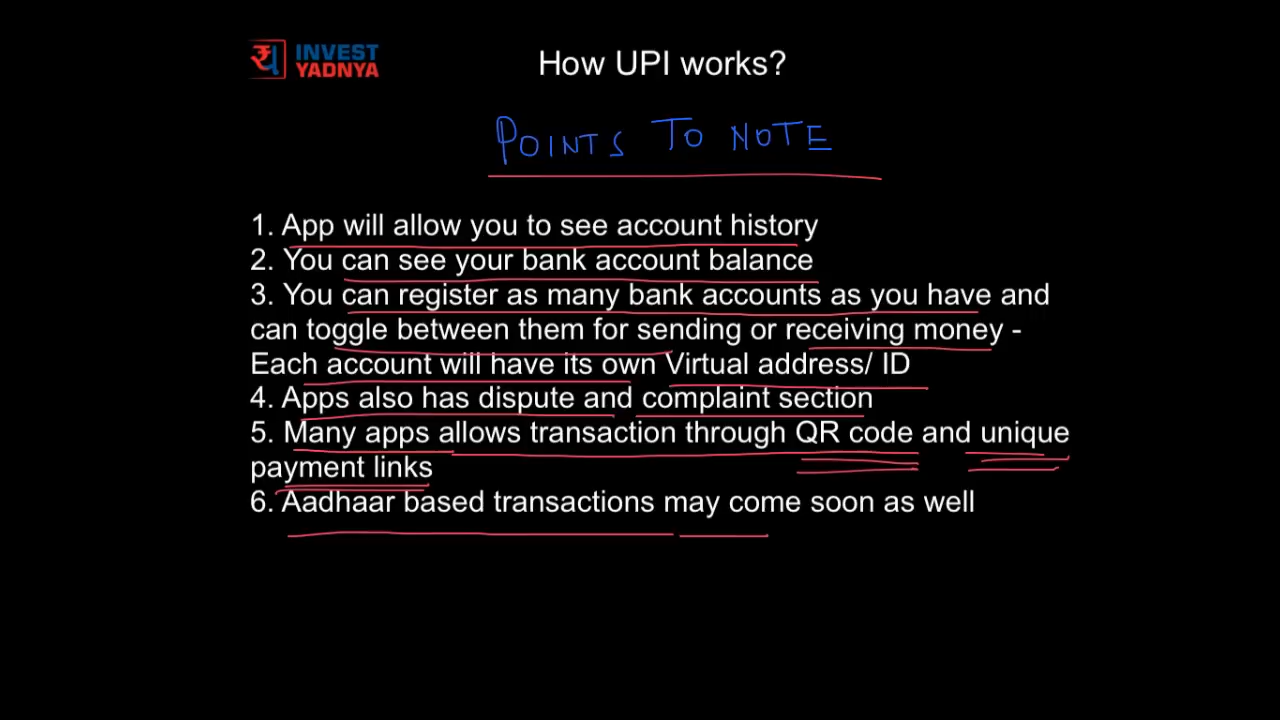 INVEST
YADNYA
How UPI works?
POINTS TO NOTE
1. App will allow you to see account history
2. You can see your bank account balance
3. You can register as many bank accounts as you have and
can toggle between them for sending or receiving money -
Each account will have its own Virtual address/ ID
4. Apps also has dispute and complaint section
5. Many apps allows transaction through QR code and unique
payment links
6. Aadhaar based transactions may come soon as well